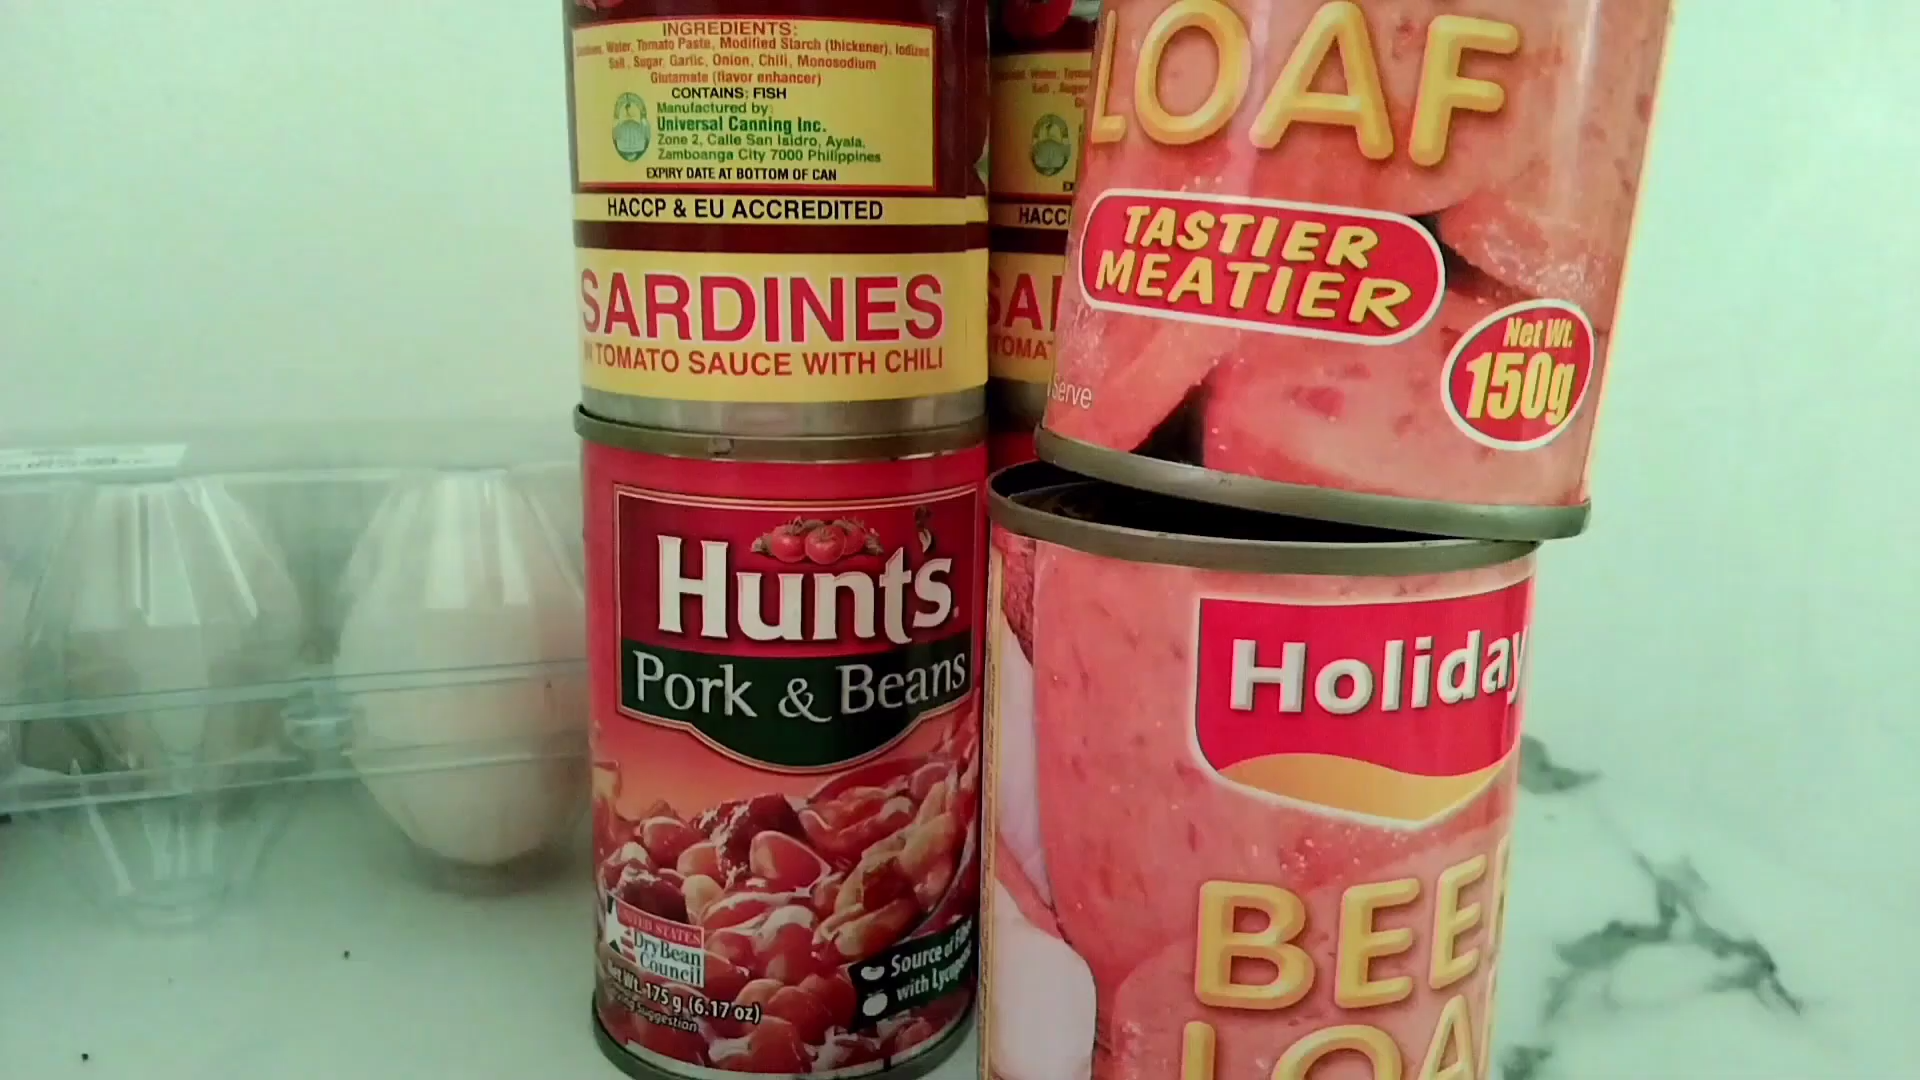 INGREDIENTS:
Water, Tomato Paste, Modified Starch (thickener), Iodized
Salt, Sugar, Garlic, Onion, Chili, Monosodium
Glutamate (flavor enhancer)
CONTAINS: FISH
Manufactured by:
Universal Canning Inc.
Zone 2, Calle San Isidro, Ayala,
Zamboanga City 7000 Philippines
EXPIRY DATE AT BOTTOM OF CAN
HACCP & EU ACCREDITED
SARDINES
IN TOMATO SAUCE WITH CHILI
Hunt's
Pork & Beans
UNITED STATES
Dry Bean
Council
Net Wt. 175 g (6.17 oz)
Suggestion
Source of
with
HACC
SA
TOMA
LOAF
TASTIER
MEATIER
Net Wt.
150g
Serve
Holiday
BEEF
LOA